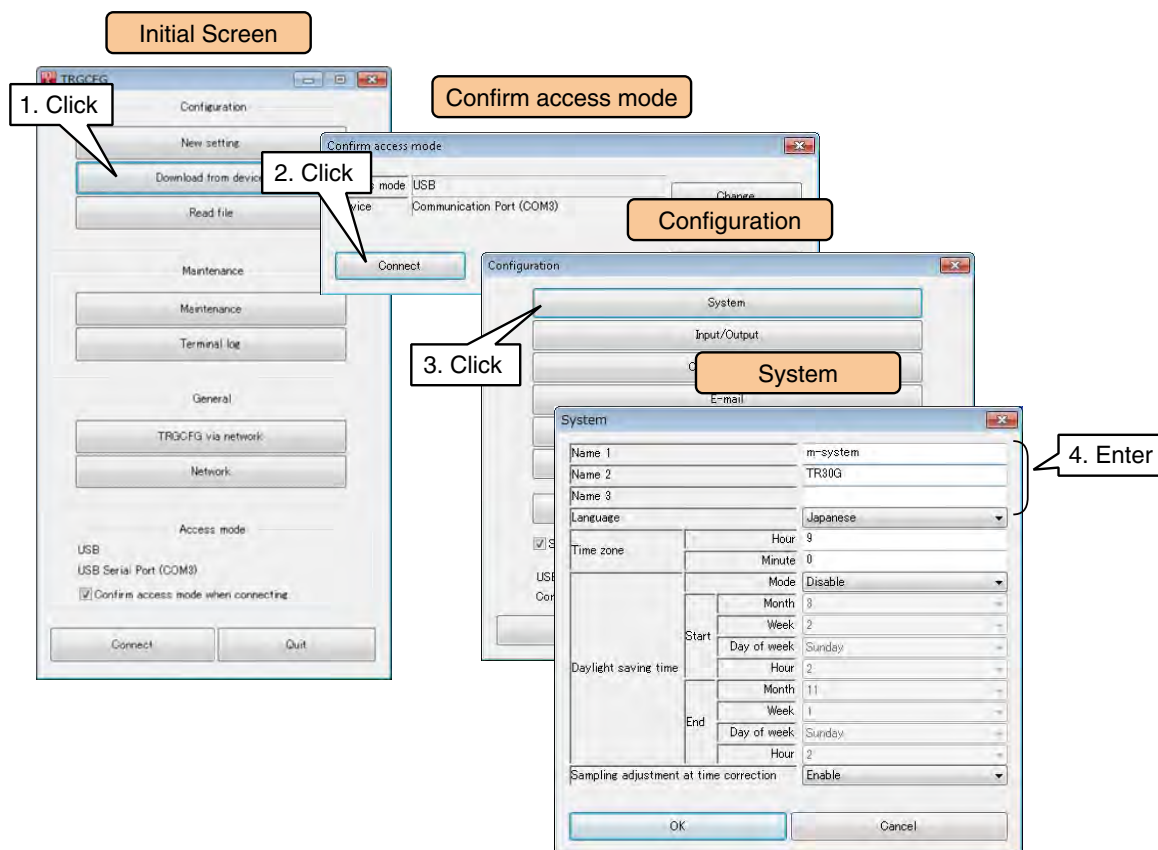 Initial Screen
TRGCFG
1. Click
Configuration
New setting
Download from device
Read file
Maintenance
Maintenance
Terminal log
General
TRGCFG via network
Network
Access mode
USB
USB Serial Port (COM3)
Confirm access mode when connecting
Connect
Quit
Confirm access mode
Confirm access mode
2. Click
mode
USB
Change
Communication Port (COM3)
Connect
Configuration
Configuration
System
Input/Output
3. Click
E-mail
System
System
Name 1
m-system
Name 2
TR30G
Name 3
4. Enter
Language
Japanese
Time zone
Hour
9
Minute
0
Daylight saving time
Mode
Disable
Start
Month
3
Week
2
Day of week
Sunday
Hour
2
End
Month
11
Week
1
Day of week
Sunday
Hour
2
Sampling adjustment at time correction
Enable
OK
Cancel